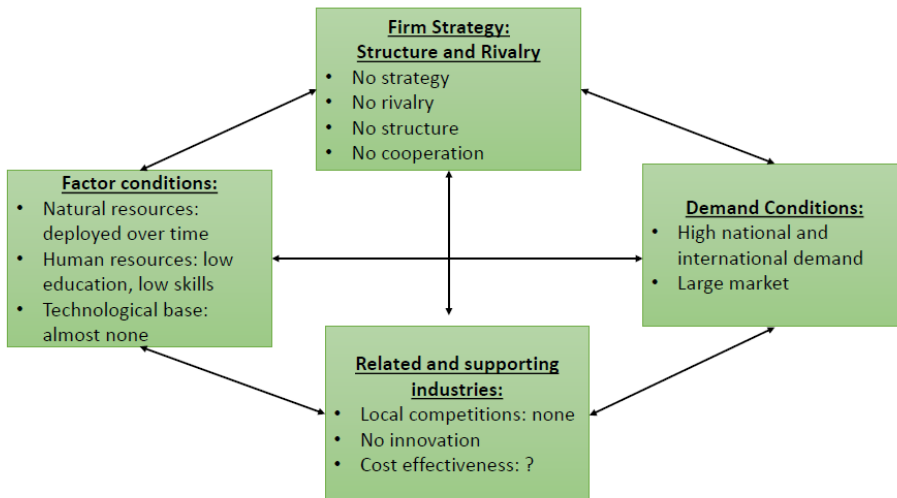 Firm Strategy:
Structure and Rivalry
• No strategy
• No rivalry
• No structure
• No cooperation
Factor conditions:
• Natural resources:
deployed over time
• Human resources: low
education, low skills
• Technological base:
almost none
Demand Conditions:
• High national and
international demand
• Large market
Related and supporting
industries:
• Local competitions: none
• No innovation
• Cost effectiveness: ?